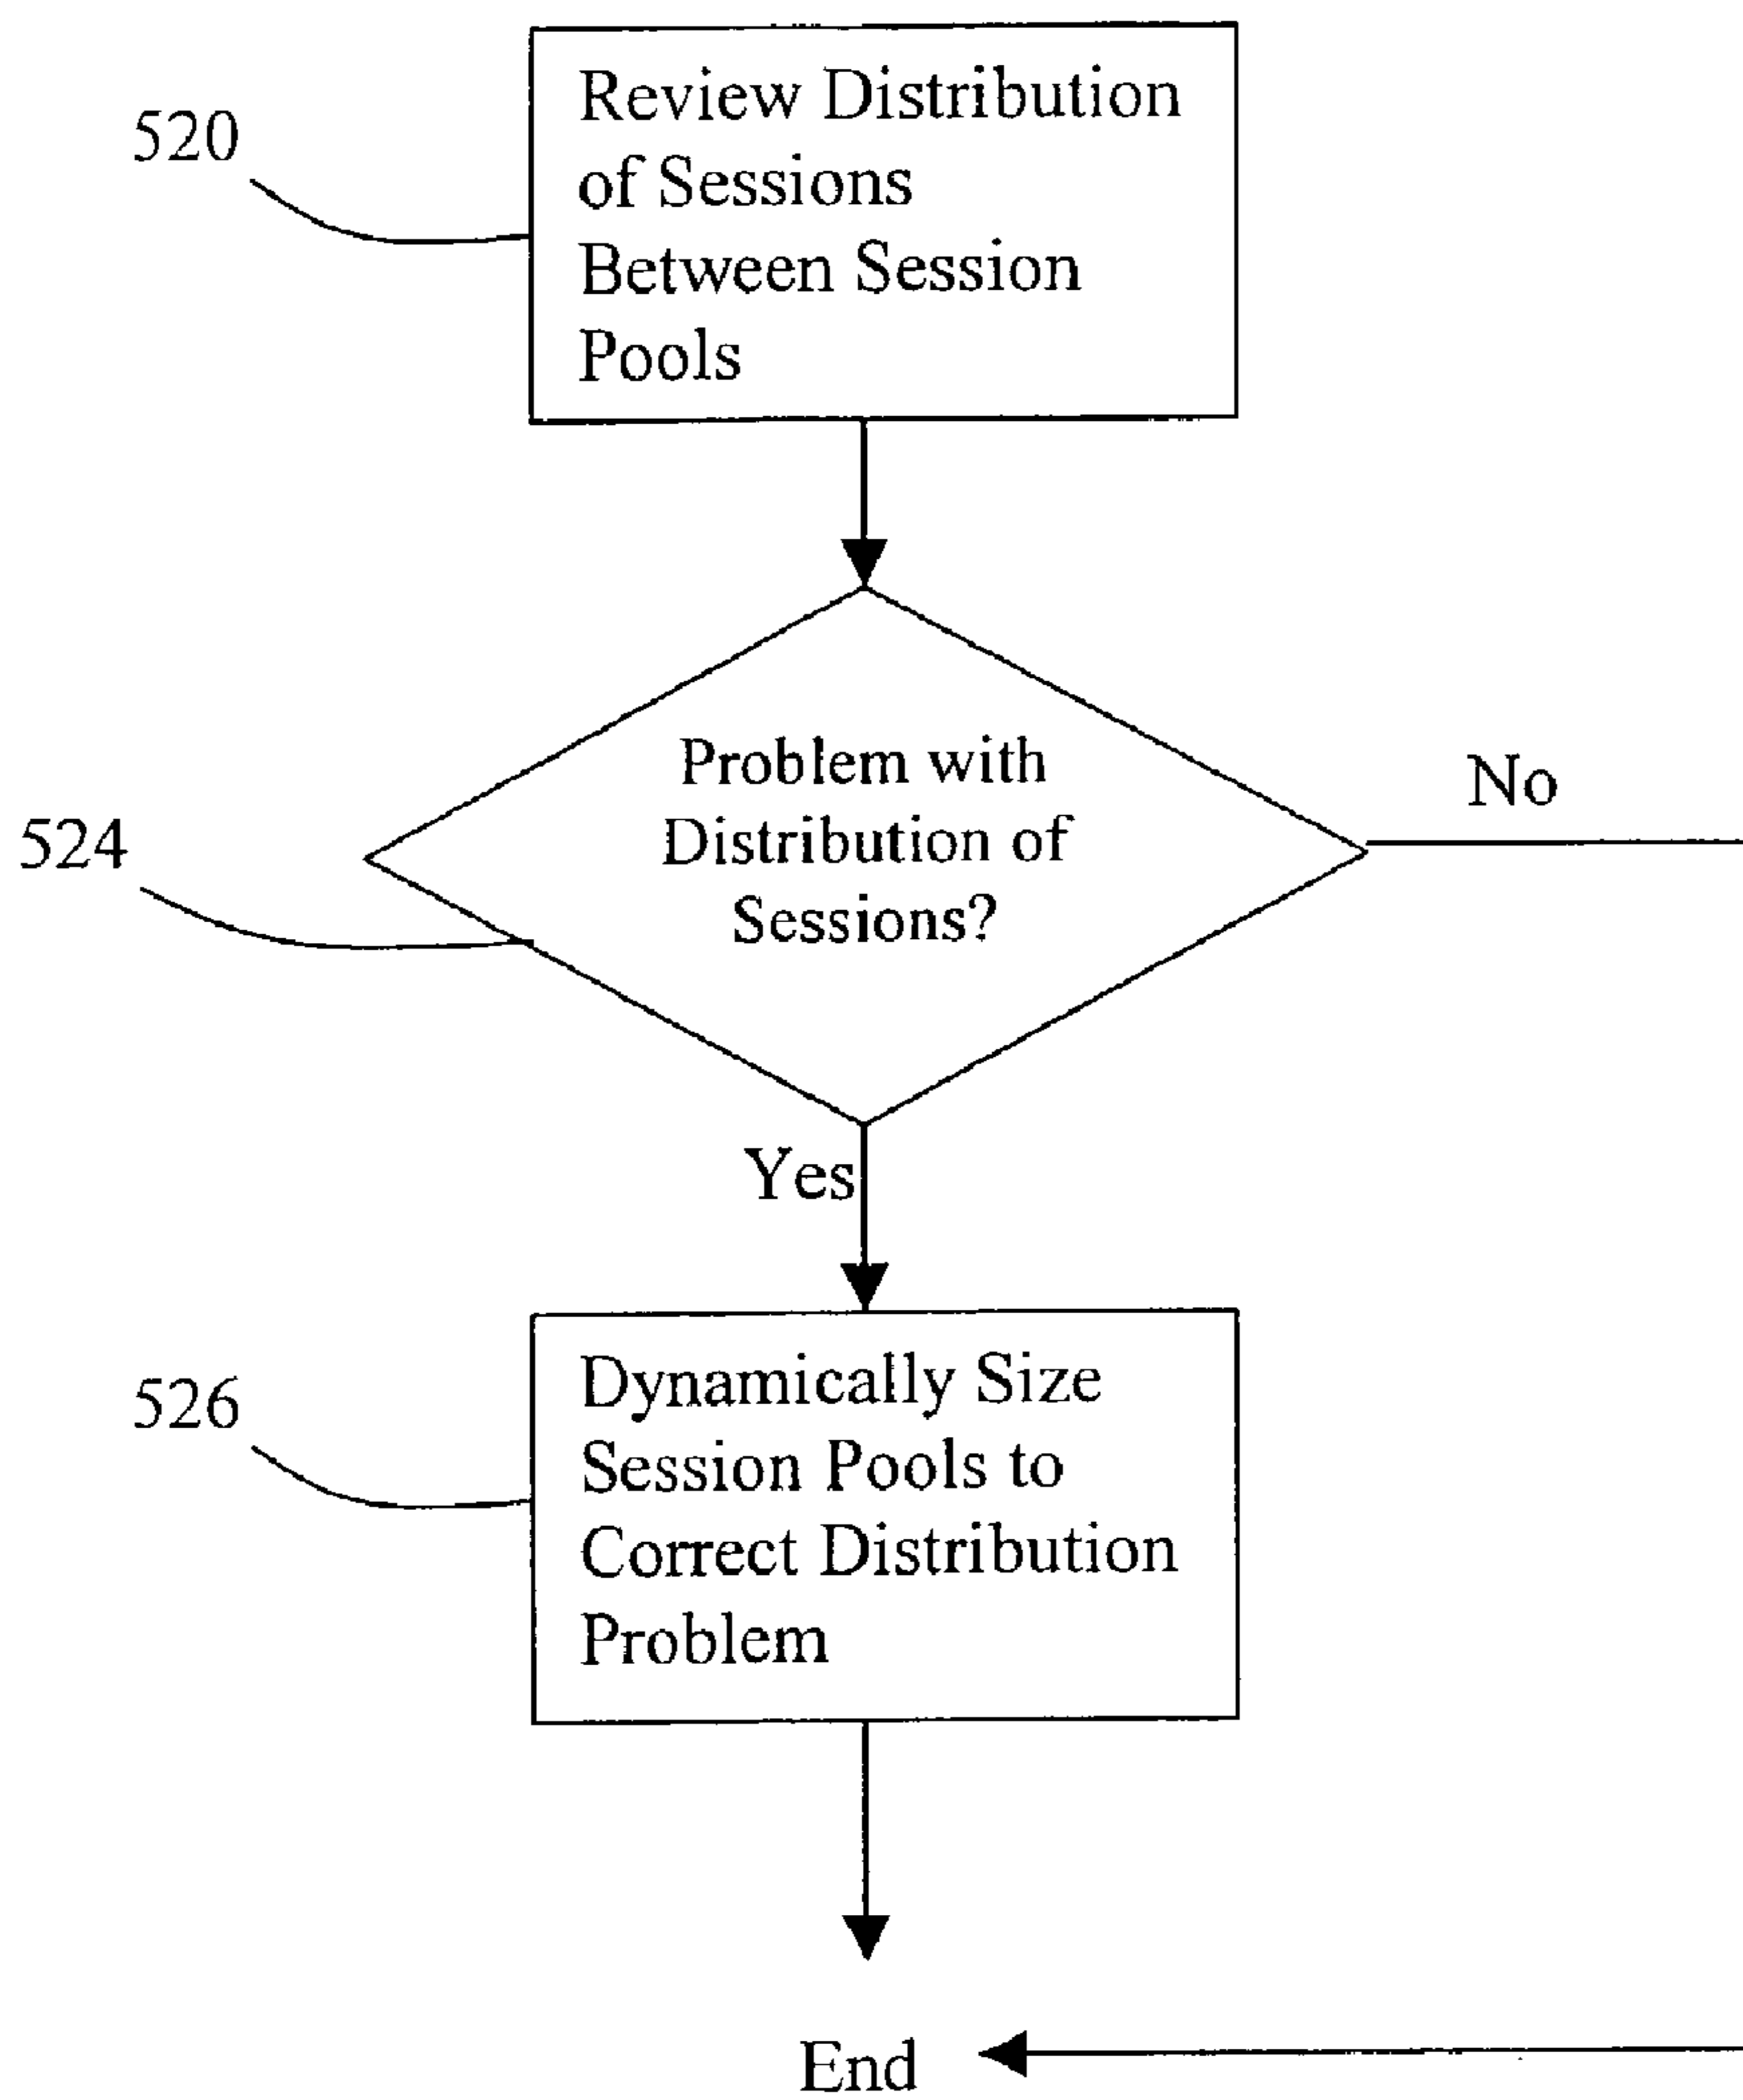 520
Review Distribution
of Sessions
Between Session
Pools
524
Problem with
Distribution of
Sessions?
No
Yes
526
Dynamically Size
Session Pools to
Correct Distribution
Problem
End